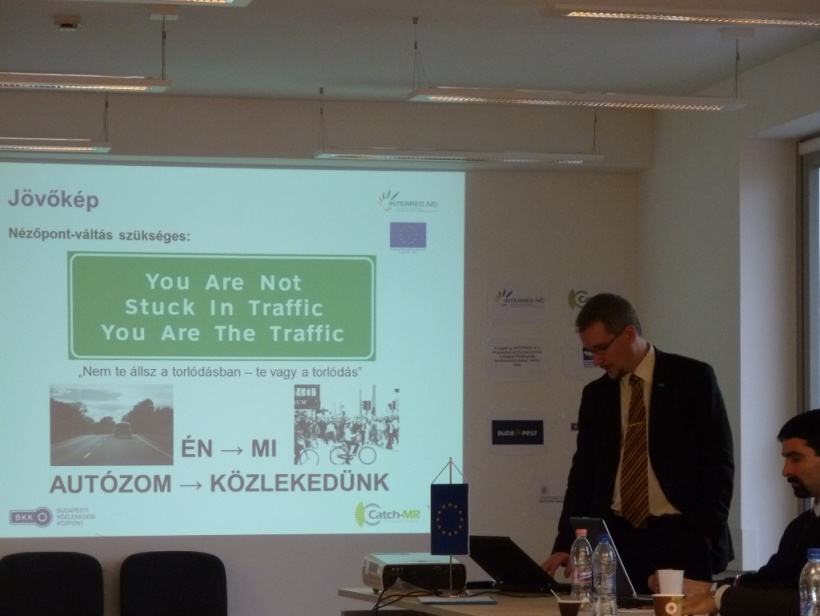 Jövőkép
INTERREG IVC
Nézőpont-váltás szükséges:
You Are Not
Stuck In Traffic
You Are The Traffic
„Nem te állsz a torlódásban – te vagy a torlódás”
ÉN → MI
AUTÓZOM → KÖZLEKEDÜNK
BKK
BUDAPESTI
KÖZLEKEDÉSI
KÖZPONT
Catch-MR
INTERREG IVC
BUDAPEST